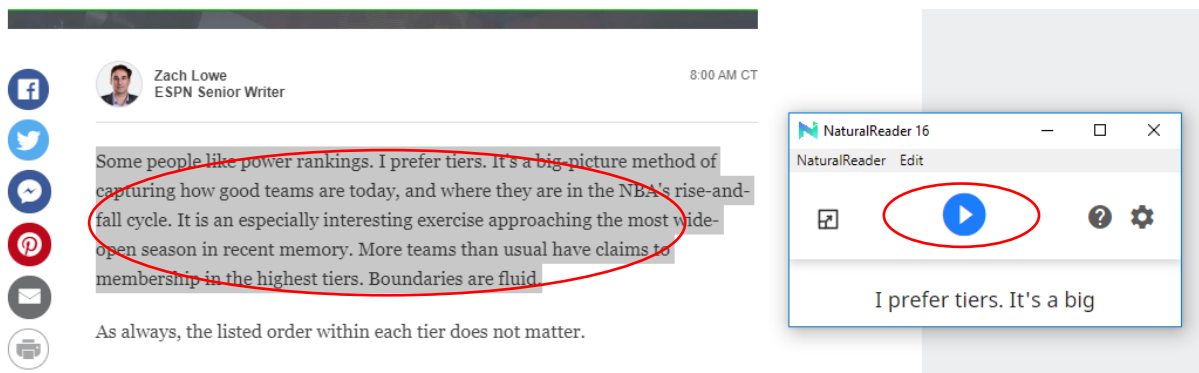 Zach Lowe
ESPN Senior Writer
8:00 AM CT
Some people like power rankings. I prefer tiers. It's a big-picture method of
capturing how good teams are today, and where they are in the NBA's rise-and-
fall cycle. It is an especially interesting exercise approaching the most wide-
open season in recent memory. More teams than usual have claims to
membership in the highest tiers. Boundaries are fluid.
As always, the listed order within each tier does not matter.
NaturalReader 16
NaturalReader Edit
I prefer tiers. It's a big